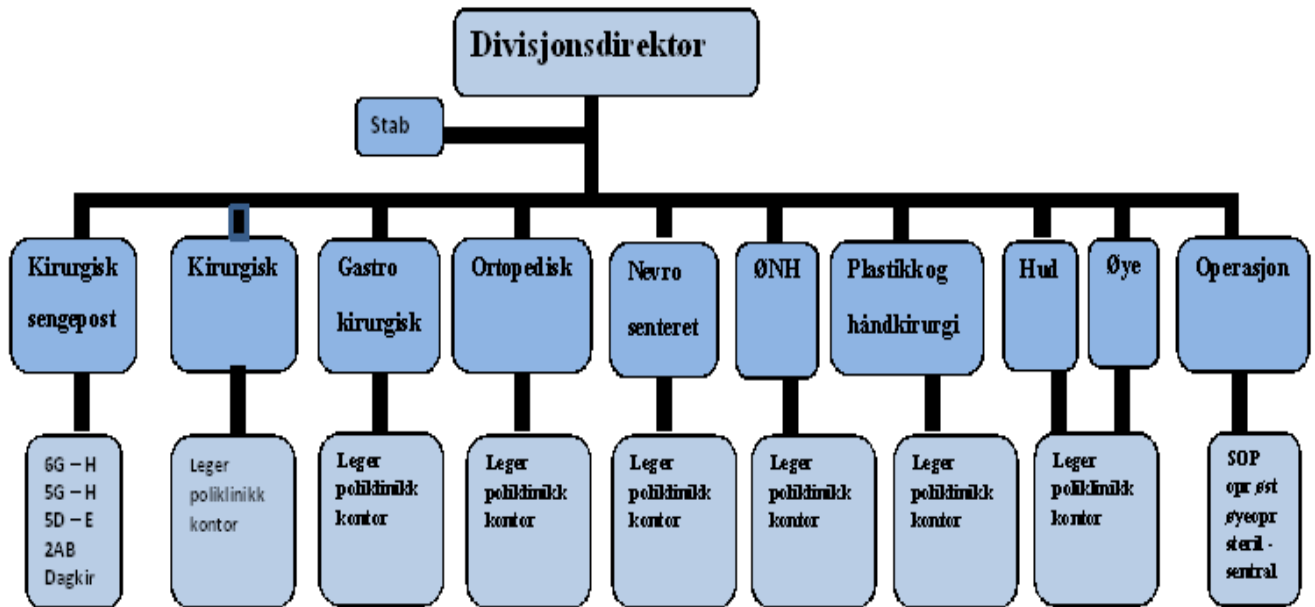 Divisjonsdirektor
Stab
Kirurgisk
sengepost
Kirurgisk
Gastro
kirurgisk
Ortopedisk
Nevro
senteret
ØNH
Plastikk og
håndkirurgi
Hud
Øye
Operasjon
6G – H
5G – H
5D – E
2AB
Dagkir
Leger
poliklinikk
kontor
Leger
poliklinikk
kontor
Leger
poliklinikk
kontor
Leger
poliklinikk
kontor
Leger
poliklinikk
kontor
Leger
poliklinikk
kontor
Leger
poliklinikk
kontor
SOP
opr øst
øyeopr
steril -
sentral